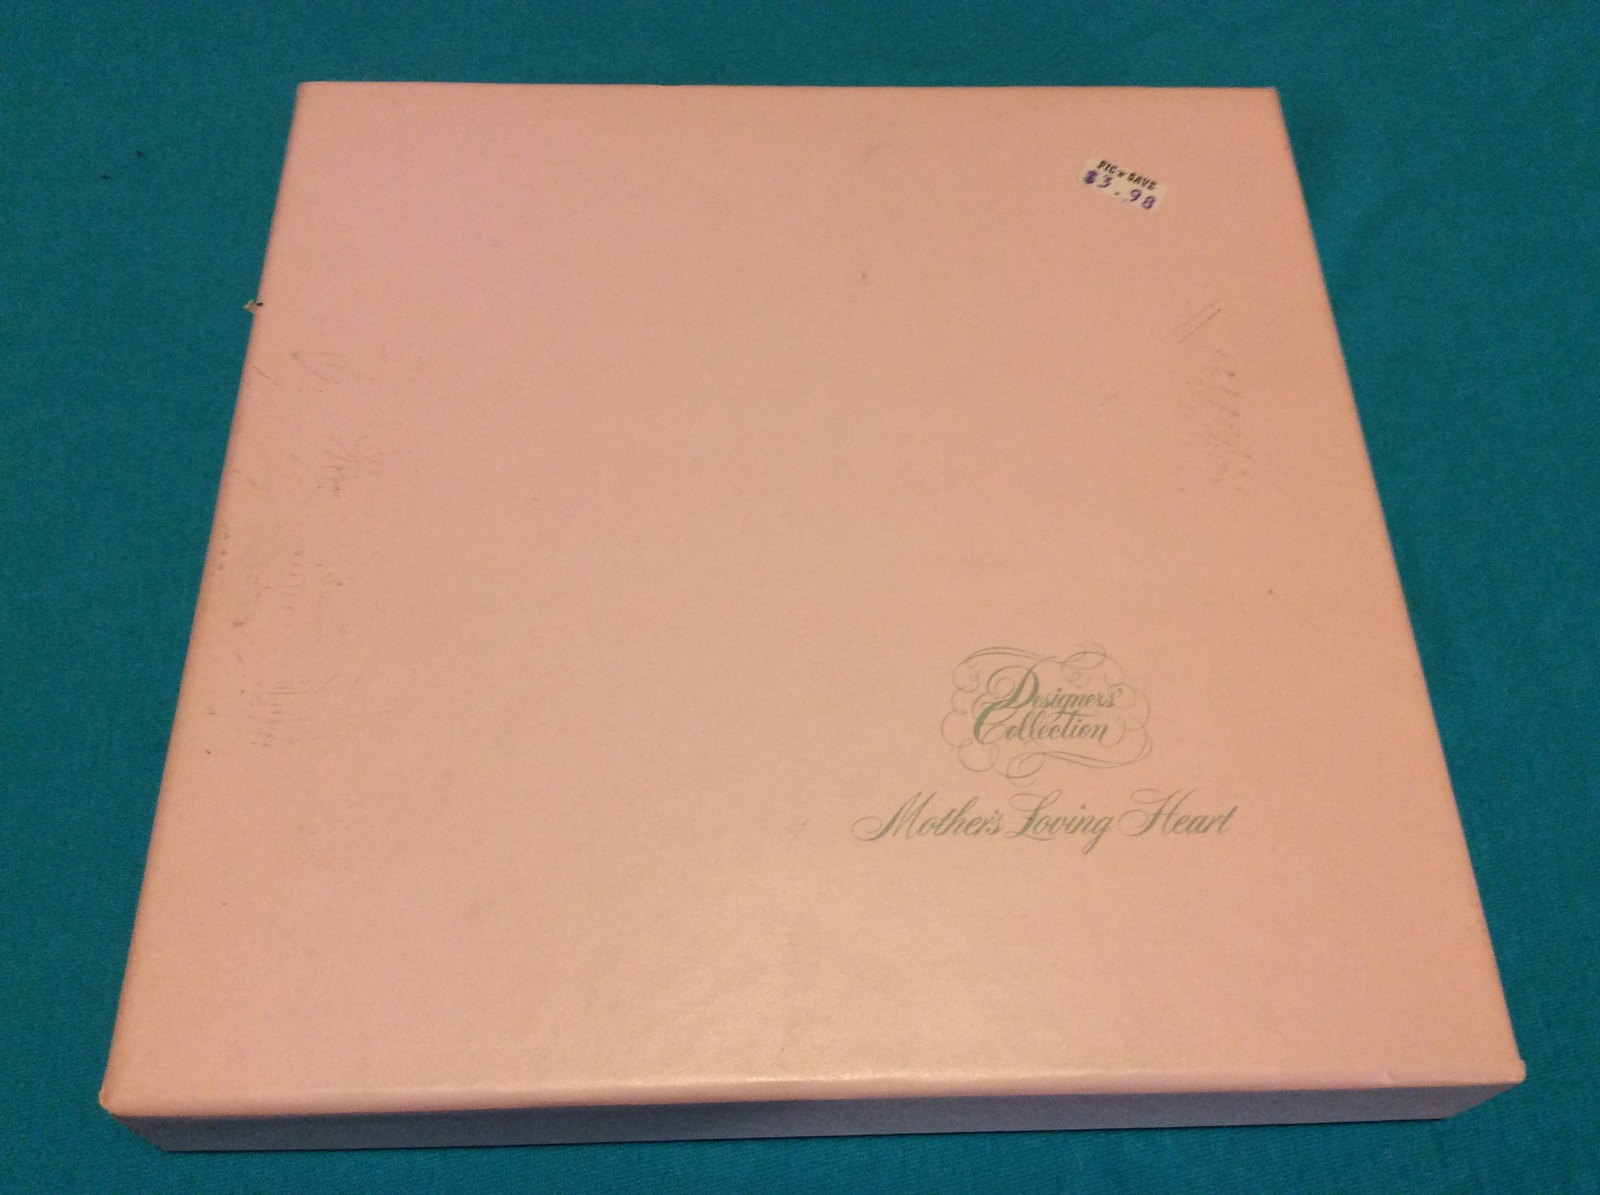 PIC 'N' SAVE
$3.98
Designers'
Collection
Mother's Loving Heart